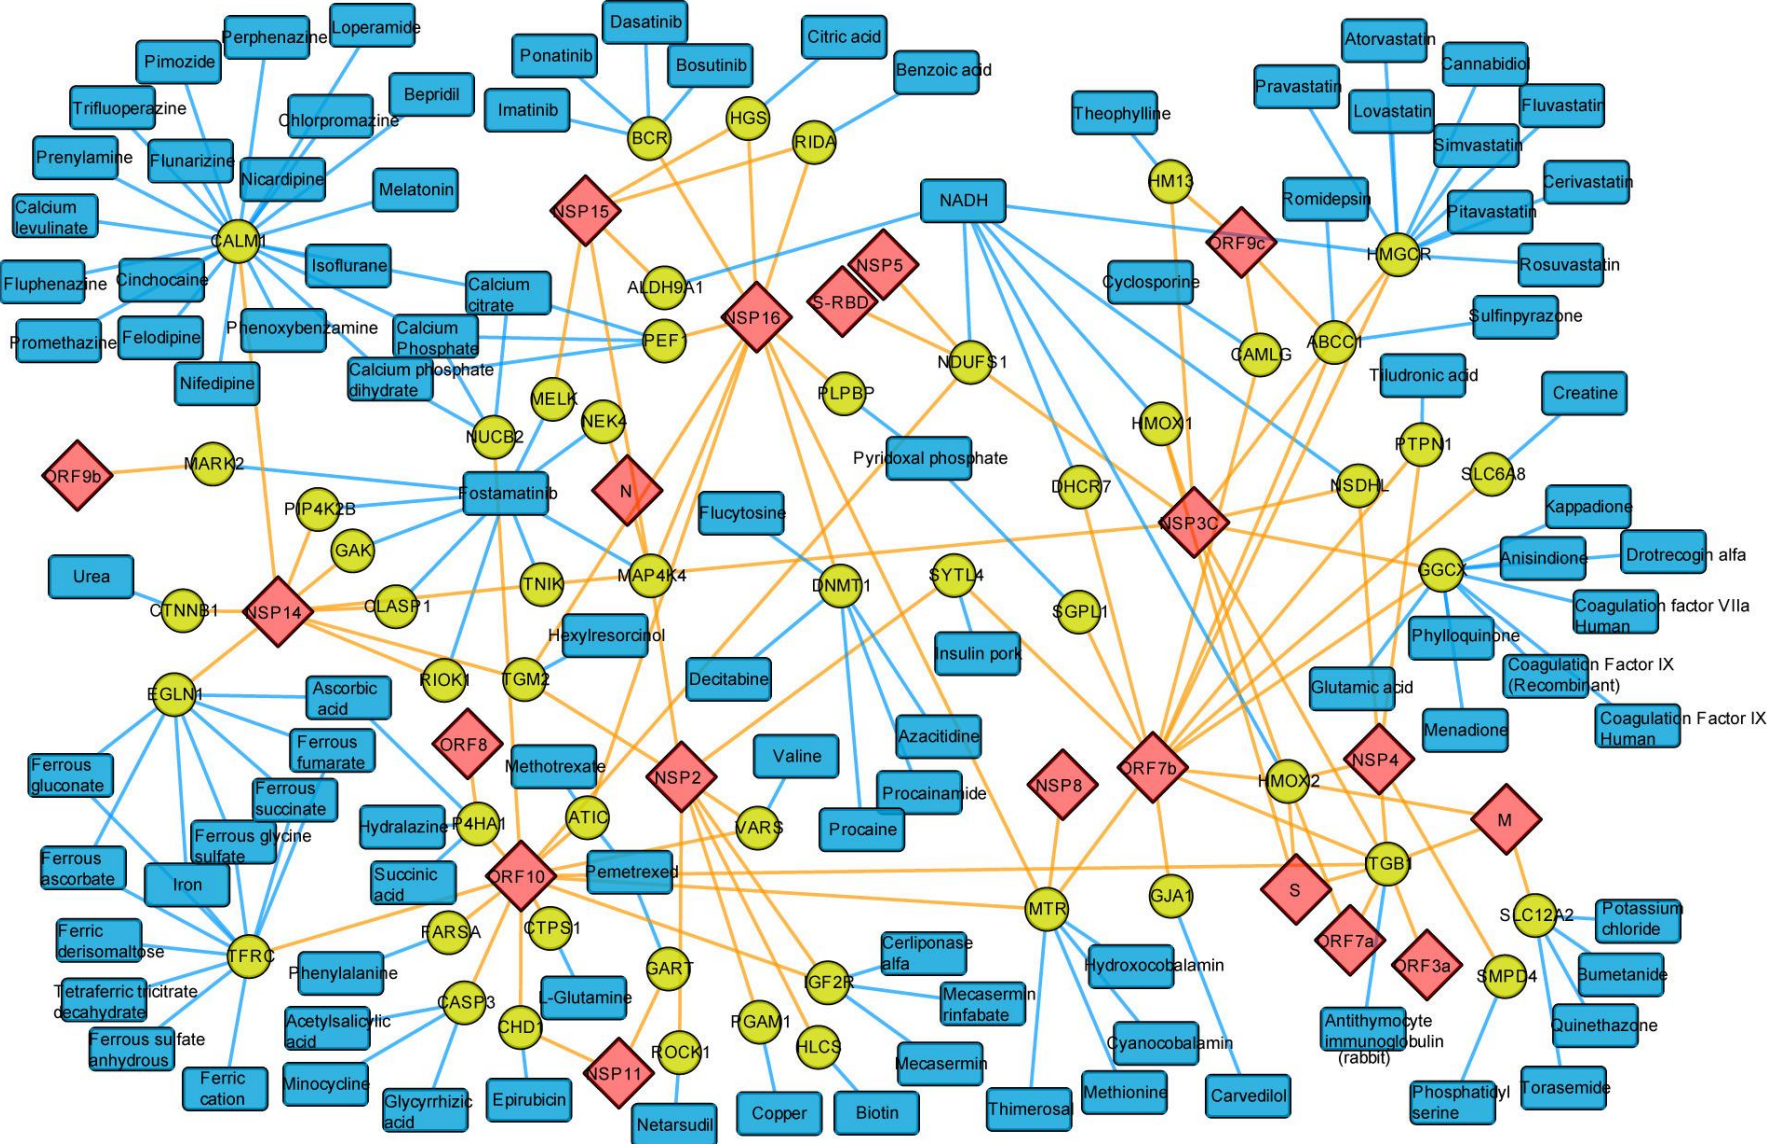 Loperamide
Dasatinib
Perphenazine
Citric acid
Atorvastatin
Ponatinib
Pimozide
Bosutinib
Benzoic acid
Cannabidiol
Pravastatin
Bepridil
Trifluoperazine
Imatinib
Theophylline
Lovastatin
Fluvastatin
Chlorpromazine
HGS
BCR
RIDA
Simvastatin
Prenylamine
Flunarizine
Nicardipine
Melatonin
HM13
Cerivastatin
Romidepsin
NADH
NSP15
Pitavastatin
Calcium
levulinate
CALM1
ORF9c
HMGCR
Isoflurane
NSP5
Rosuvastatin
Fluphenazine
Cinchocaine
Calcium
citrate
ALDH9A1
S-RBD
Cyclosporine
NSP16
Sulfinpyrazone
Phenoxybenzamine
Felodipine
Promethazine
Calcium
Phosphate
PEF1
NDUFS1
CAMLG
ABCC1
Calcium phosphate
dihydrate
Nifedipine
MELK
PLPBP
Tiludronic acid
Creatine
NEK4
NUCB2
HMOX1
PTPN1
Pyridoxal phosphate
MARK2
ORF9b
SLC6A8
Fostamatinib
N
DHCR7
NSDHL
PIP4K2B
Flucytosine
NSP3C
Kappadione
GAK
Anisindione
Drotrecogin alfa
Urea
TNIK
MAP4K4
DNMT1
SYTL4
GGCX
CTNNB1
NSP14
CLASP1
SGPL1
Coagulation factor VIIa
Human
Hexylresorcinol
Phylloquinone
Insulin pork
Coagulation Factor IX
(Recombinant)
EGLN1
Ascorbic
acid
RIOK1
TGM2
Decitabine
Glutamic acid
Coagulation Factor IX
Human
Menadione
ORF8
Ferrous
fumarate
Azacitidine
Ferrous
gluconate
Methotrexate
Valine
NSP2
NSP8
ORF7b
HMOX2
NSP4
Ferrous
succinate
Procainamide
Hydralazine
P4HA1
ATIC
VARS
Procaine
M
Ferrous glycine
sulfate
Ferrous
ascorbate
Iron
Succinic
acid
ORF10
Pemetrexed
ITGB1
S
MTR
GJA1
SLC12A2
Potassium
chloride
Ferric
derisomaltose
FARSA
CTPS1
ORF7a
Cerliponase
alfa
TFRC
Phenylalanine
GART
IGF2R
Hydroxocobalamin
ORF3a
SMPD4
Bumetanide
Tetraferric tricitrate
decahydrate
L-Glutamine
Mecasermin
rinfabate
CASP3
Acetylsalicylic
acid
CHD1
PGAM1
Antithymocyte
immunoglobulin
(rabbit)
Quinethazone
Ferrous sulfate
anhydrous
ROCK1
HLCS
Cyanocobalamin
Mecasermin
NSP11
Ferric
cation
Minocycline
Methionine
Carvedilol
Torasemide
Epirubicin
Glycyrrhizic
acid
Phosphatidyl
serine
Netarsudil
Copper
Biotin
Thimerosal